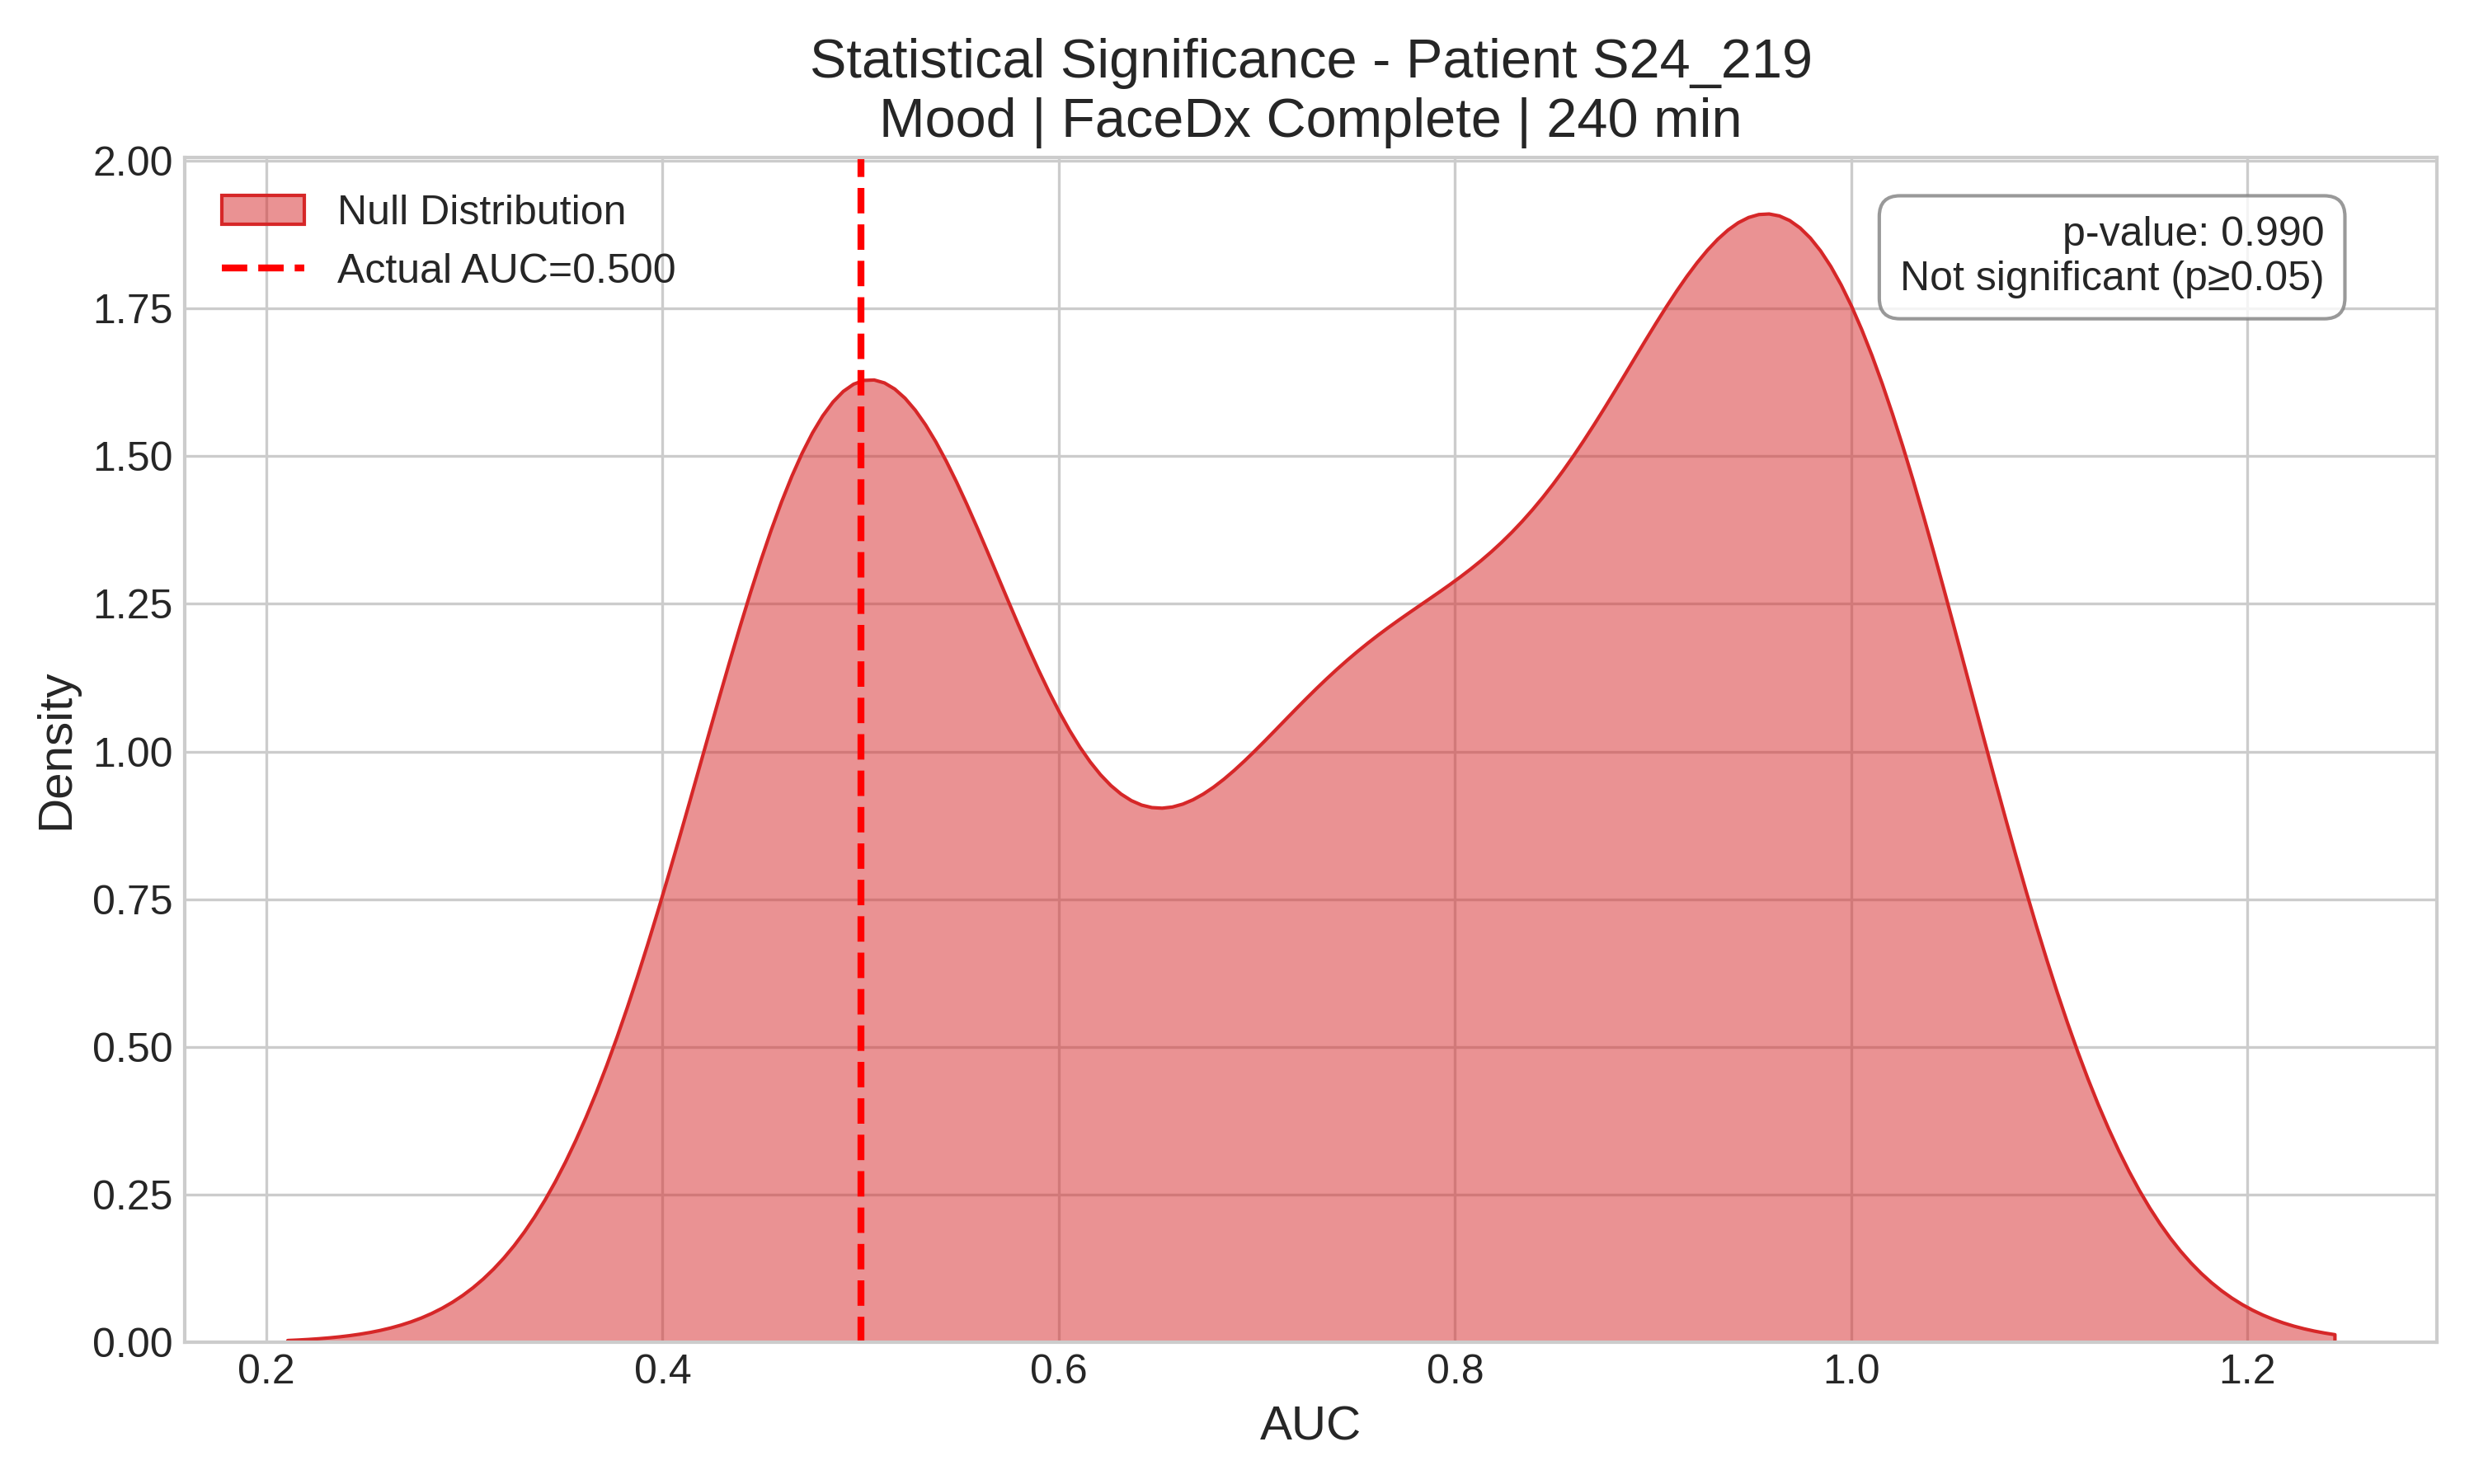 Statistical Significance - Patient S24_219
Mood | FaceDx Complete | 240 min
Null Distribution
Actual AUC=0.500
p-value: 0.990
Not significant (p≥0.05)
Density
2.00
1.75
1.50
1.25
1.00
0.75
0.50
0.25
0.00
0.2
0.4
0.6
0.8
1.0
1.2
AUC